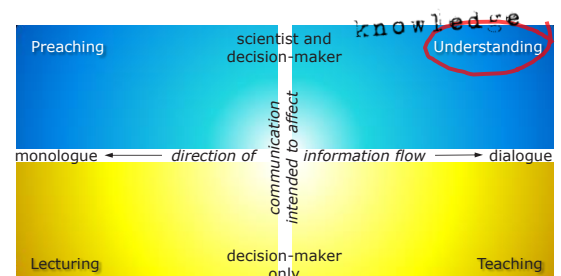 knowledge
Preaching
scientist and
decision-maker
Understanding
communication
intended to affect
monologue
direction of
information flow
dialogue
Lecturing
decision-maker
only
Teaching